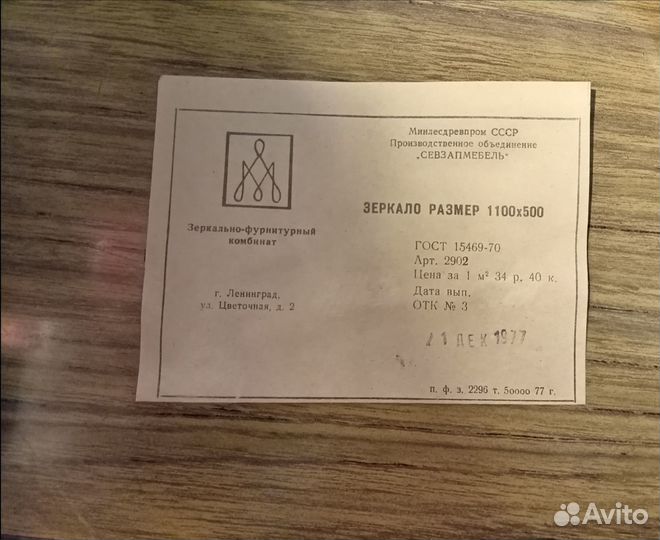 Минлесдревпром СССР
Производственное объединение
„СЕВЗАПМЕБЕЛЬ"
Зеркально-фурнитурный
комбинат
г. Ленинград,
ул. Цветочная, д. 2
ЗЕРКАЛО РАЗМЕР 1100х500
ГОСТ 15469-70
Арт. 2902
Цена за 1 м² 34 р. 40 к.
Дата вып.
ОТК № 3
21 ДЕК 1977
п. ф. з. 2296 т. 50000 77 г.
Avito